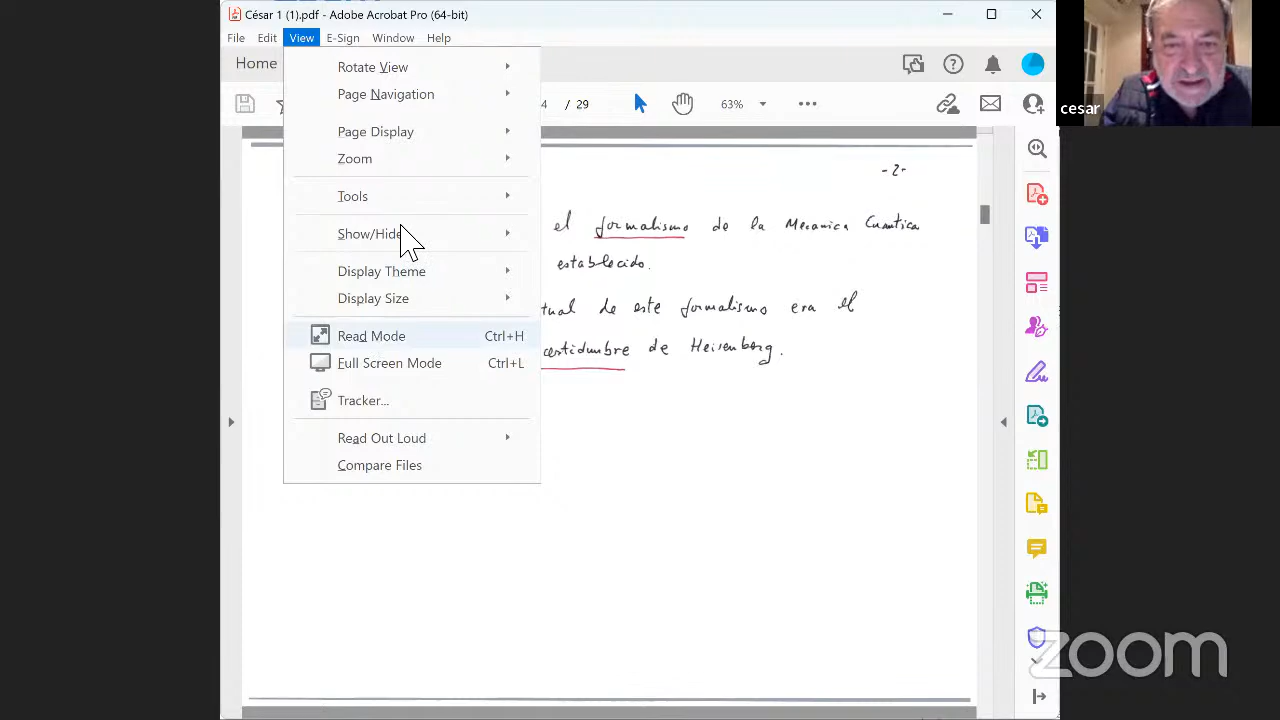 César 1 (1).pdf - Adobe Acrobat Pro (64-bit)
File Edit View E-Sign Window Help
Home
4 / 29 63%
cesar
Rotate View
Page Navigation
Page Display
Zoom
Tools
Show/Hide
Display Theme
Display Size
Read Mode Ctrl+H
Full Screen Mode Ctrl+L
Tracker...
Read Out Loud
Compare Files
-2-
el formalismo de la Mecanica Cuantica
establecido.
tual de este formalismo era el
certidumbre de Heisenberg.
zoom